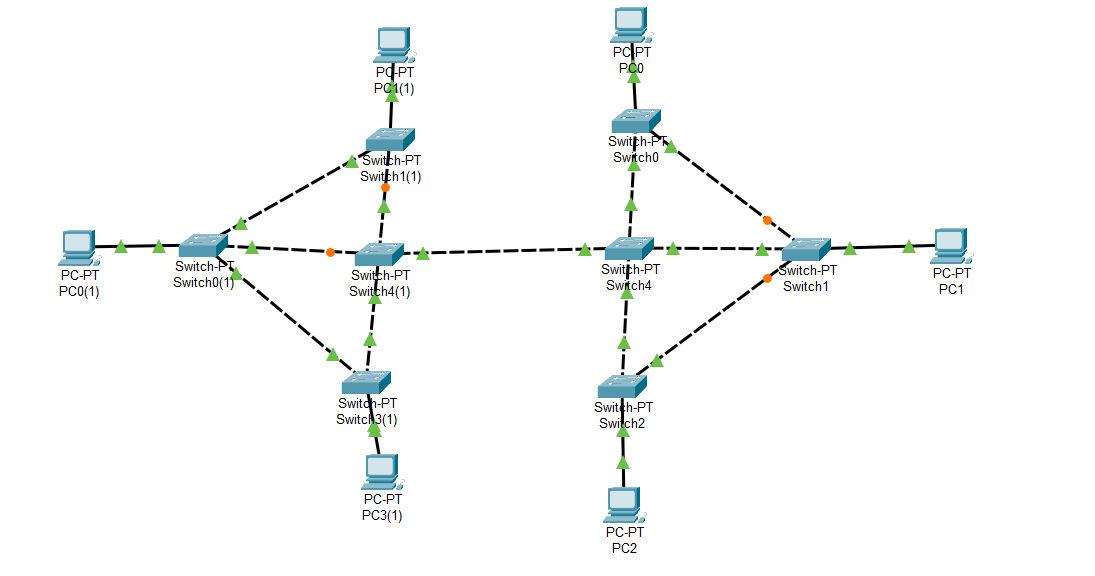 PC-PT
PC1(1)
PC-PT
PC0
Switch-PT
Switch1(1)
Switch-PT
Switch0
PC-PT
PC0(1)
Switch-PT
Switch0(1)
Switch-PT
Switch4(1)
Switch-PT
Switch4
Switch-PT
Switch1
PC-PT
PC1
Switch-PT
Switch3(1)
Switch-PT
Switch2
PC-PT
PC3(1)
PC-PT
PC2